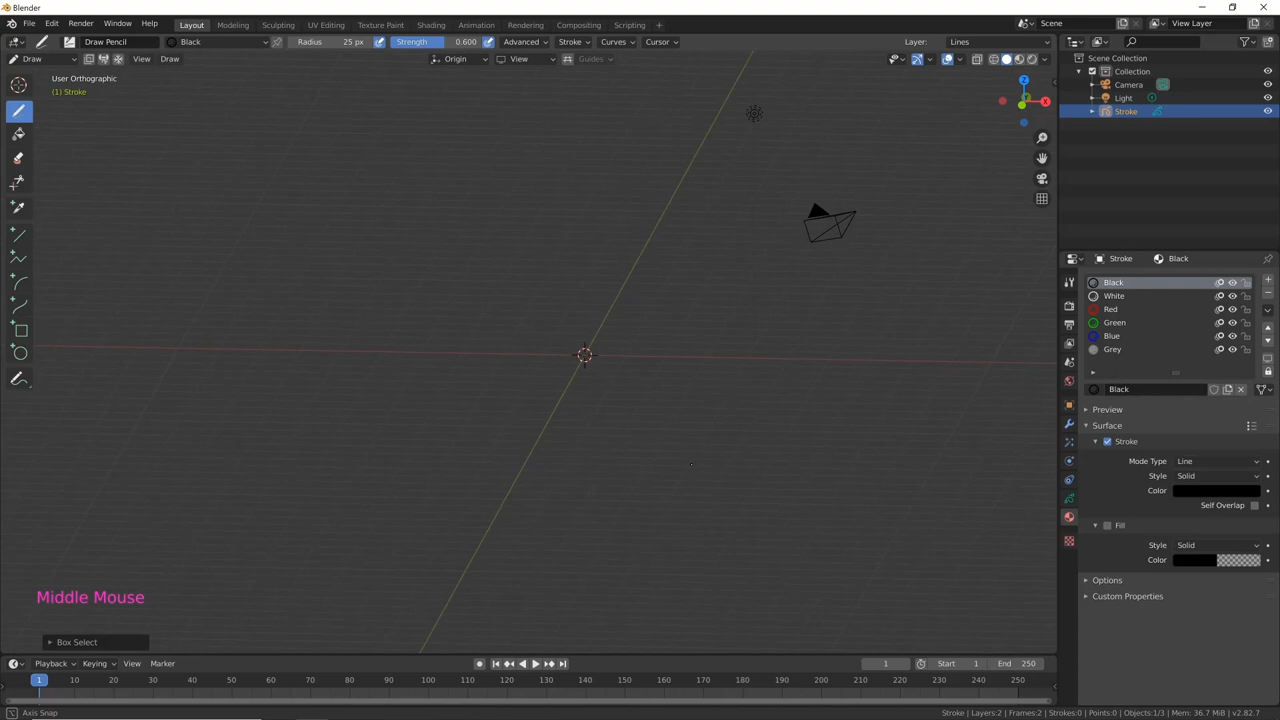 Blender
File Edit Render Window Help Layout Modeling Sculpting UV Editing Texture Paint Shading Animation Rendering Compositing Scripting + Scene View Layer
Draw Pencil Black Radius 25 px Strength 0.600 Advanced Stroke Curves Cursor Layer: Lines
Draw View Draw Origin View Guides
User Orthographic
(1) Stroke
Z
X
Middle Mouse
Box Select
Scene Collection
Collection
Camera
Light
Stroke
Stroke Black
Black
White
Red
Green
Blue
Grey
Black
Preview
Surface
Stroke
Mode Type Line
Style Solid
Color
Self Overlap
Fill
Style Solid
Color
Options
Custom Properties
Playback Keying View Marker 1 Start 1 End 250
1 10 20 30 40 50 60 70 80 90 100 110 120 130 140 150 160 170 180 190 200 210 220 230 240 250
Axis Snap Stroke | Layers:2 | Frames:2 | Strokes:0 | Points:0 | Objects:1/3 | Mem: 36.7 MiB | v2.82.7